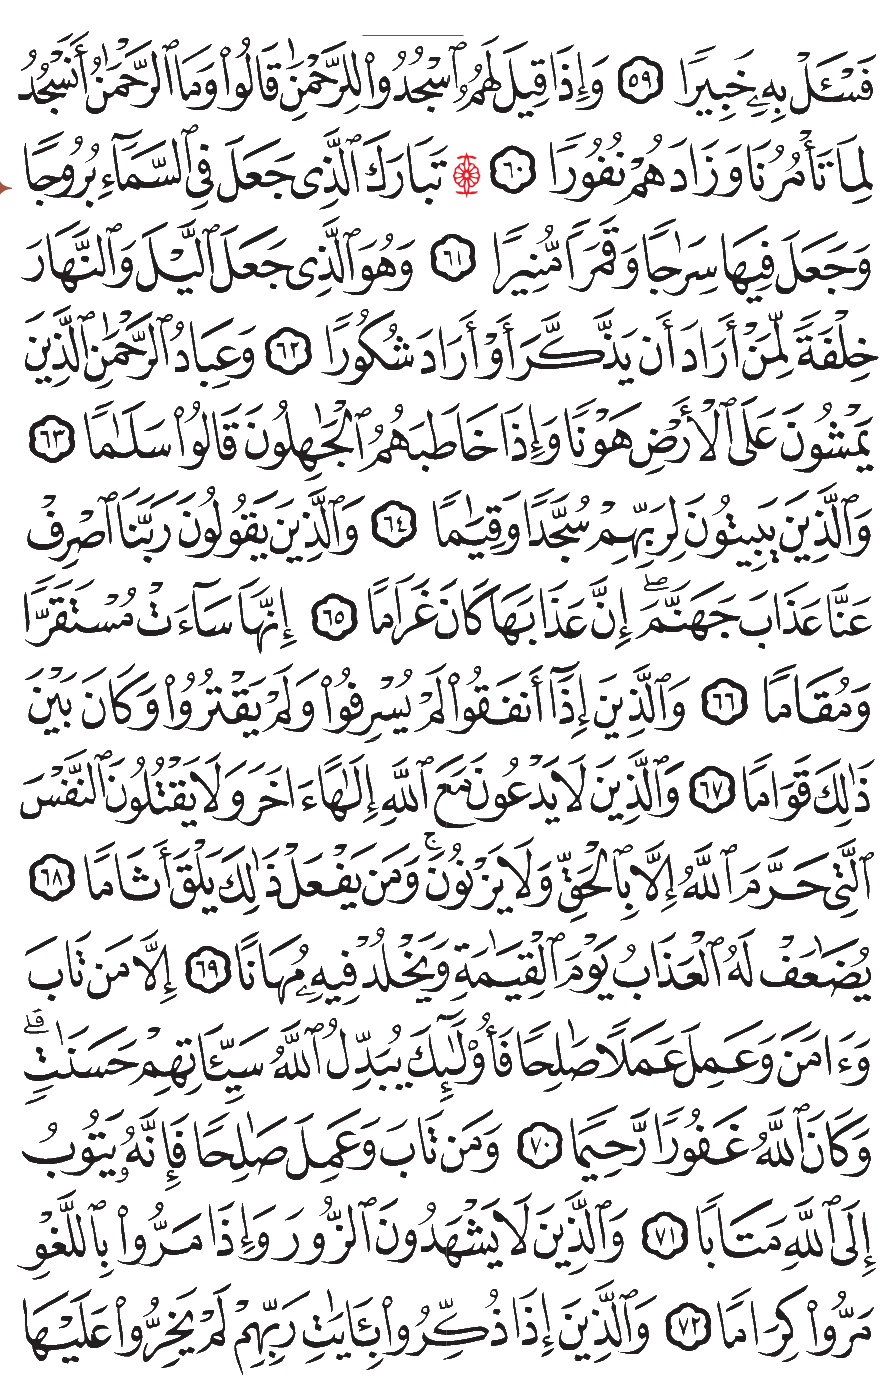 فَسْـَٔلْ بِهِۦ خَبِيرًا ٥٩ وَإِذَا قِيلَ لَهُمُ ٱسْجُدُوا۟ لِلرَّحْمَٰنِ قَالُوا۟ وَمَا ٱلرَّحْمَٰنُ أَنَسْجُدُ
لِمَا تَأْمُرُنَا وَزَادَهُمْ نُفُورًا ٦٠ تَبَارَكَ ٱلَّذِى جَعَلَ فِى ٱلسَّمَآءِ بُرُوجًا
وَجَعَلَ فِيهَا سِرَٰجًا وَقَمَرًا مُّنِيرًا ٦١ وَهُوَ ٱلَّذِى جَعَلَ ٱلَّيْلَ وَٱلنَّهَارَ
خِلْفَةً لِّمَنْ أَرَادَ أَن يَذَّكَّرَ أَوْ أَرَادَ شُكُورًا ٦٢ وَعِبَادُ ٱلرَّحْمَٰنِ ٱلَّذِينَ
يَمْشُونَ عَلَى ٱلْأَرْضِ هَوْنًا وَإِذَا خَاطَبَهُمُ ٱلْجَٰهِلُونَ قَالُوا۟ سَلَٰمًا ٦٣
وَٱلَّذِينَ يَبِيتُونَ لِرَبِّهِمْ سُجَّدًا وَقِيَٰمًا ٦٤ وَٱلَّذِينَ يَقُولُونَ رَبَّنَا ٱصْرِفْ
عَنَّا عَذَابَ جَهَنَّمَ ۖ إِنَّ عَذَابَهَا كَانَ غَرَامًا ٦٥ إِنَّهَا سَآءَتْ مُسْتَقَرًّا
وَمُقَامًا ٦٦ وَٱلَّذِينَ إِذَآ أَنفَقُوا۟ لَمْ يُسْرِفُوا۟ وَلَمْ يَقْتُرُوا۟ وَكَانَ بَيْنَ
ذَٰلِكَ قَوَامًا ٦٧ وَٱلَّذِينَ لَا يَدْعُونَ مَعَ ٱللَّهِ إِلَٰهًا ءَاخَرَ وَلَا يَقْتُلُونَ ٱلنَّفْسَ
ٱلَّتِى حَرَّمَ ٱللَّهُ إِلَّا بِٱلْحَقِّ وَلَا يَزْنُونَ ۚ وَمَن يَفْعَلْ ذَٰلِكَ يَلْقَ أَثَامًا ٦٨
يُضَٰعَفْ لَهُ ٱلْعَذَابُ يَوْمَ ٱلْقِيَٰمَةِ وَيَخْلُدْ فِيهِۦ مُهَانًا ٦٩ إِلَّا مَن تَابَ
وَءَامَنَ وَعَمِلَ عَمَلًا صَٰلِحًا فَأُو۟لَٰٓئِكَ يُبَدِّلُ ٱللَّهُ سَيِّـَٔاتِهِمْ حَسَنَٰتٍ ۗ
وَكَانَ ٱللَّهُ غَفُورًا رَّحِيمًا ٧٠ وَمَن تَابَ وَعَمِلَ صَٰلِحًا فَإِنَّهُۥ يَتُوبُ
إِلَى ٱللَّهِ مَتَابًا ٧١ وَٱلَّذِينَ لَا يَشْهَدُونَ ٱلزُّورَ وَإِذَا مَرُّوا۟ بِٱللَّغْوِ
مَرُّوا۟ كِرَامًا ٧٢ وَٱلَّذِينَ إِذَا ذُكِّرُوا۟ بِـَٔايَٰتِ رَبِّهِمْ لَمْ يَخِرُّوا۟ عَلَيْهَا